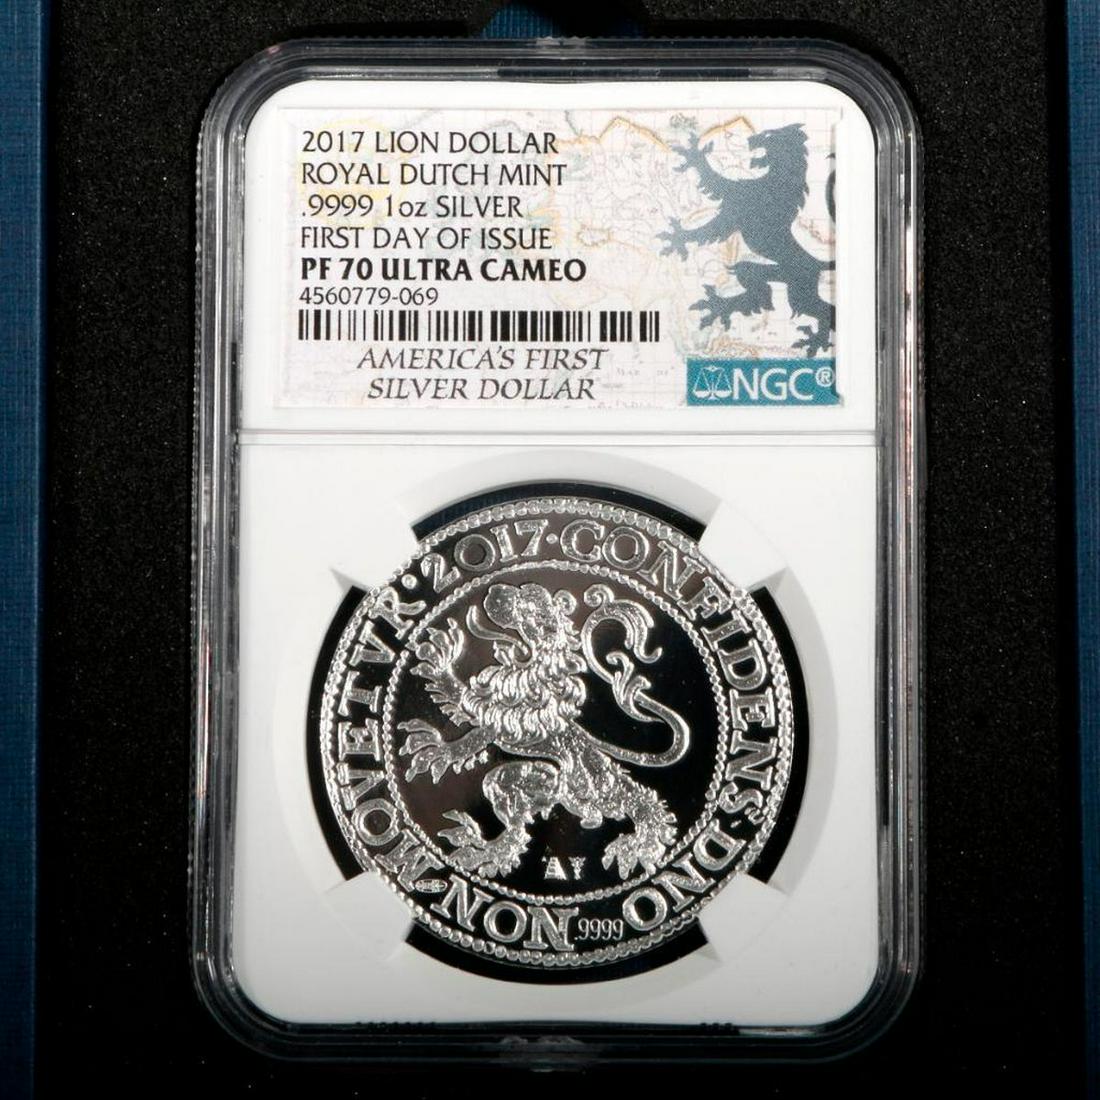 2017 LION DOLLAR
ROYAL DUTCH MINT
.9999 1oz SILVER
FIRST DAY OF ISSUE
PF 70 ULTRA CAMEO
4560779-069
AMERICA'S FIRST
SILVER DOLLAR
NGC®
·2017·CONFIDENS·DNO
.9999
NON MOVETVR